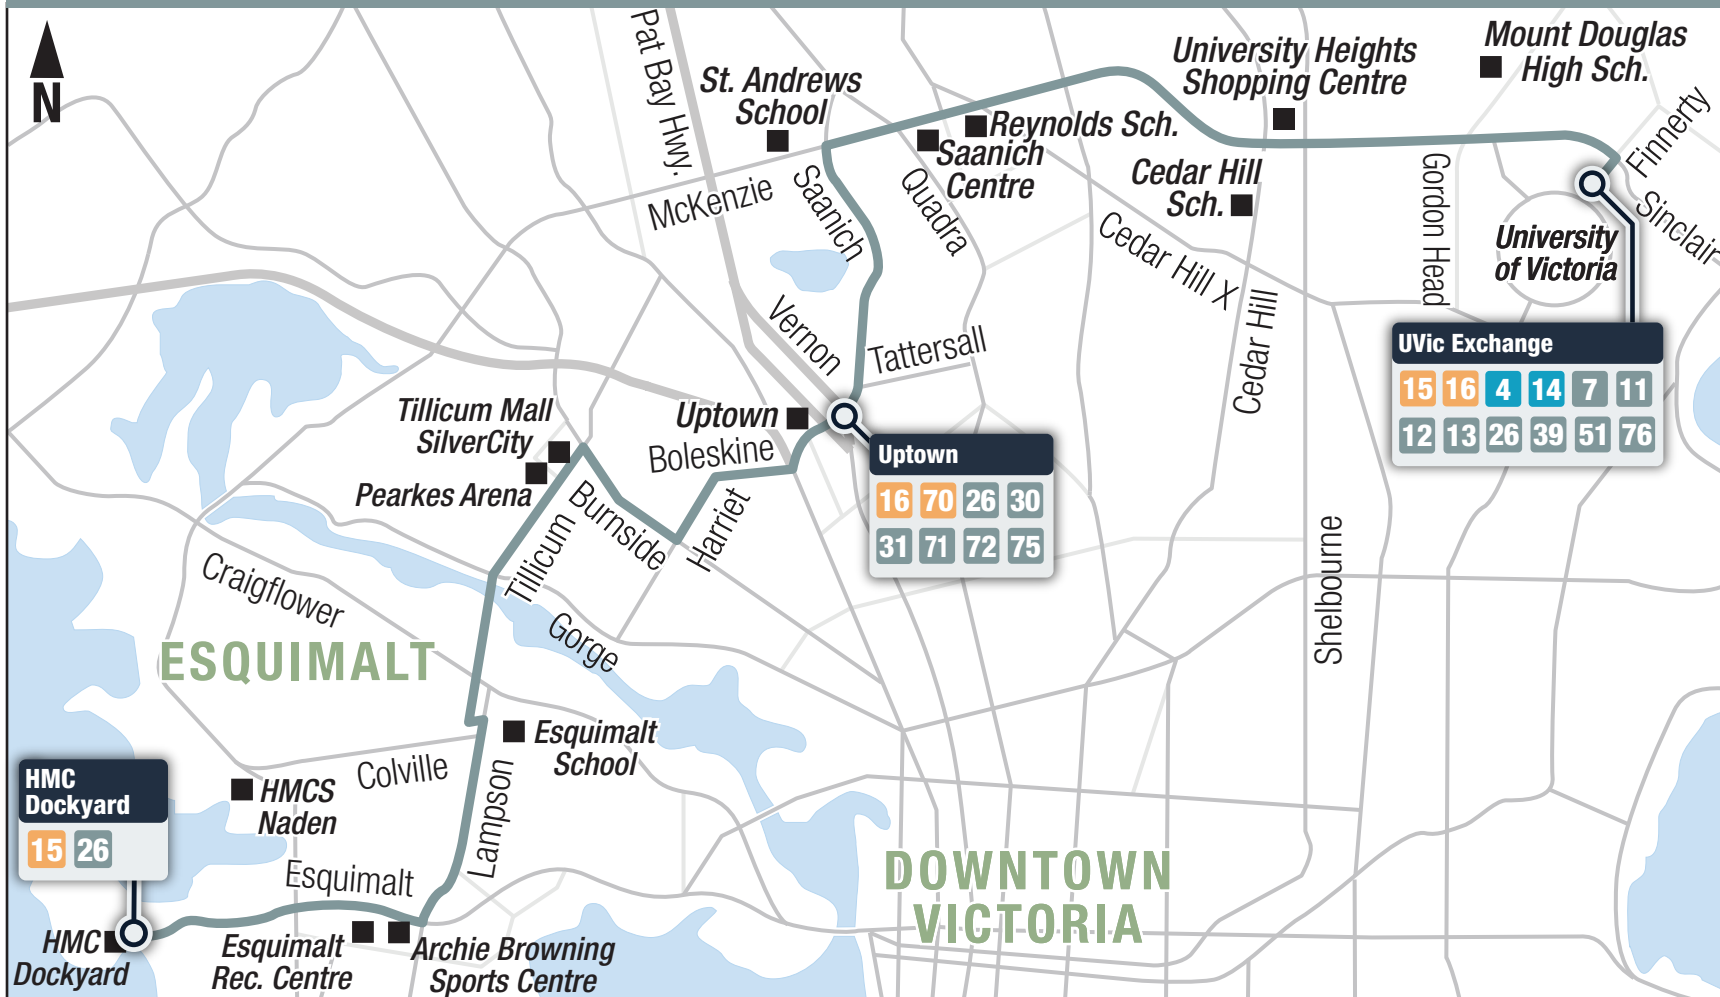 N
Pat Bay Hwy.
St. Andrews
School
University Heights
Shopping Centre
Mount Douglas
High Sch.
Reynolds Sch.
Saanich
Centre
Cedar Hill
Sch.
Finnerty
Sinclair
McKenzie
Saanich
Quadra
Cedar Hill X
Gordon Head
University
of Victoria
Cedar Hill
Vernon
Tattersall
UVic Exchange
15 16 4 14 7 11
12 13 26 39 51 76
Tillicum Mall
SilverCity
Pearkes Arena
Uptown
Boleskine
Uptown
16 70 26 30
31 71 72 75
Burnside
Harriet
Tillicum
Craigflower
Gorge
Shelbourne
ESQUIMALT
Esquimalt
School
Colville
Lampson
HMCS
Naden
HMC
Dockyard
15 26
Esquimalt
DOWNTOWN
VICTORIA
HMC
Dockyard
Esquimalt
Rec. Centre
Archie Browning
Sports Centre